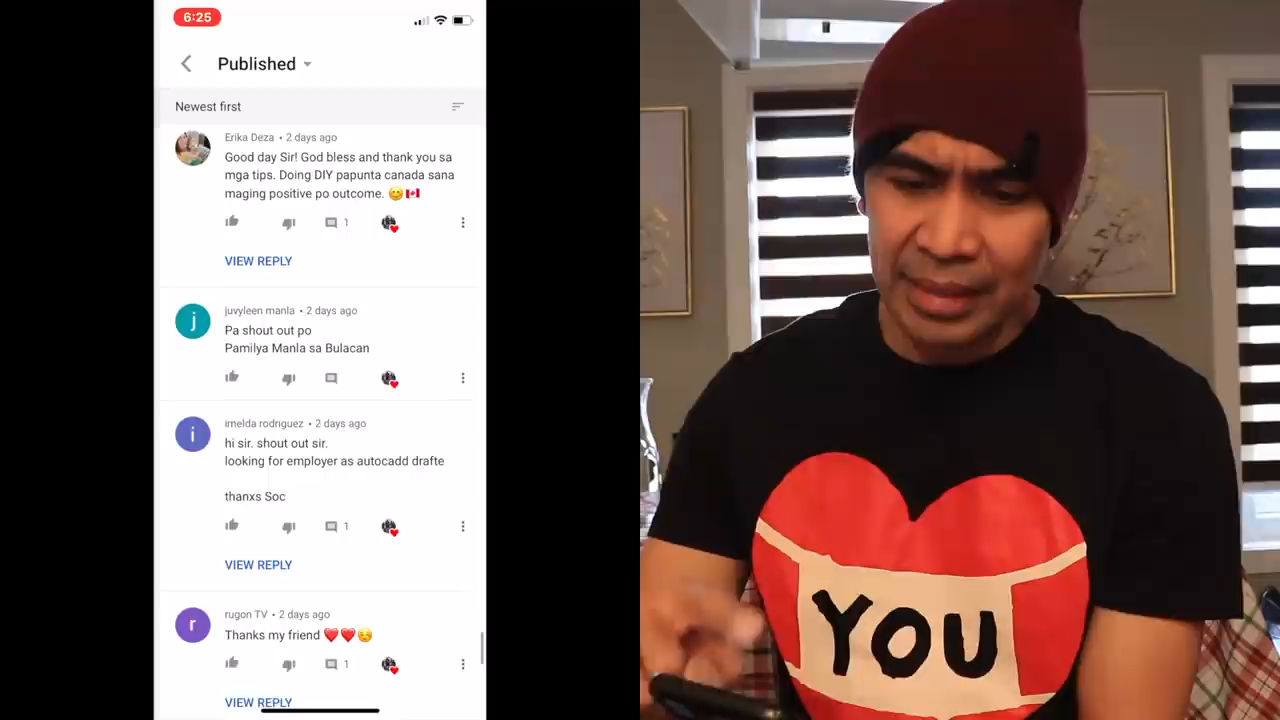 6:25
Published
Newest first
Erika Deza • 2 days ago
Good day Sir! God bless and thank you sa
mga tips. Doing DIY papunta canada sana
maging positive po outcome. 😊🇨🇦
1
VIEW REPLY
j
juvyleen manla • 2 days ago
Pa shout out po
Pamilya Manla sa Bulacan
i
imelda rodriguez • 2 days ago
hi sir. shout out sir.
looking for employer as autocadd drafte
thanxs Soc
1
VIEW REPLY
r
rugon TV • 2 days ago
Thanks my friend ❤️❤️☺️
1
VIEW REPLY
YOU